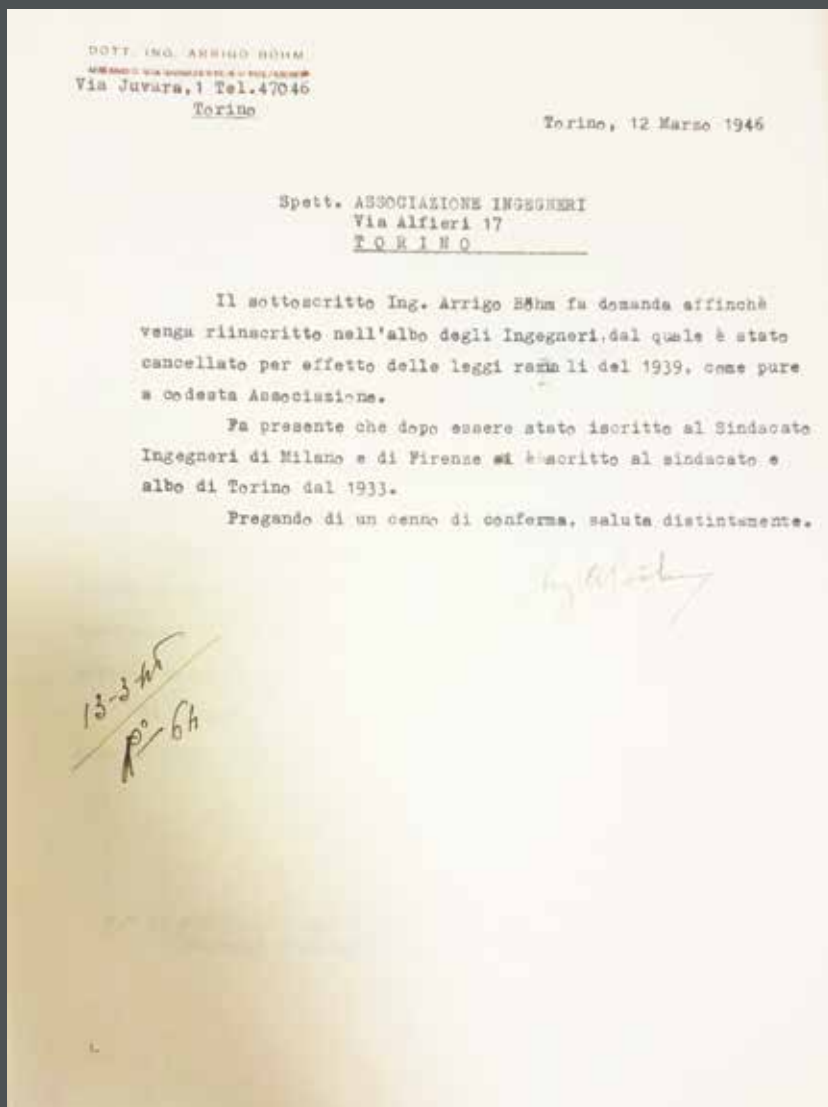 DOTT. ING. ARRIGO BÖHM
Via Juvara,1 Tel.47046
Torino
Torino, 12 Marzo 1946
Spett. ASSOCIAZIONE INGEGNERI
Via Alfieri 17
TORINO
Il sottoscritto Ing. Arrigo Böhm fa domanda affinchè
venga riinscritto nell'albo degli Ingegneri,dal quale è stato
cancellato per effetto delle leggi razziali del 1939, come pure
a codesta Associazione.
Fa presente che dopo essere stato iscritto al Sindacato
Ingegneri di Milano e di Firenze si è iscritto al sindacato e
albo di Torino dal 1933.
Pregando di un cenno di conferma, saluta distintamente.
13-3